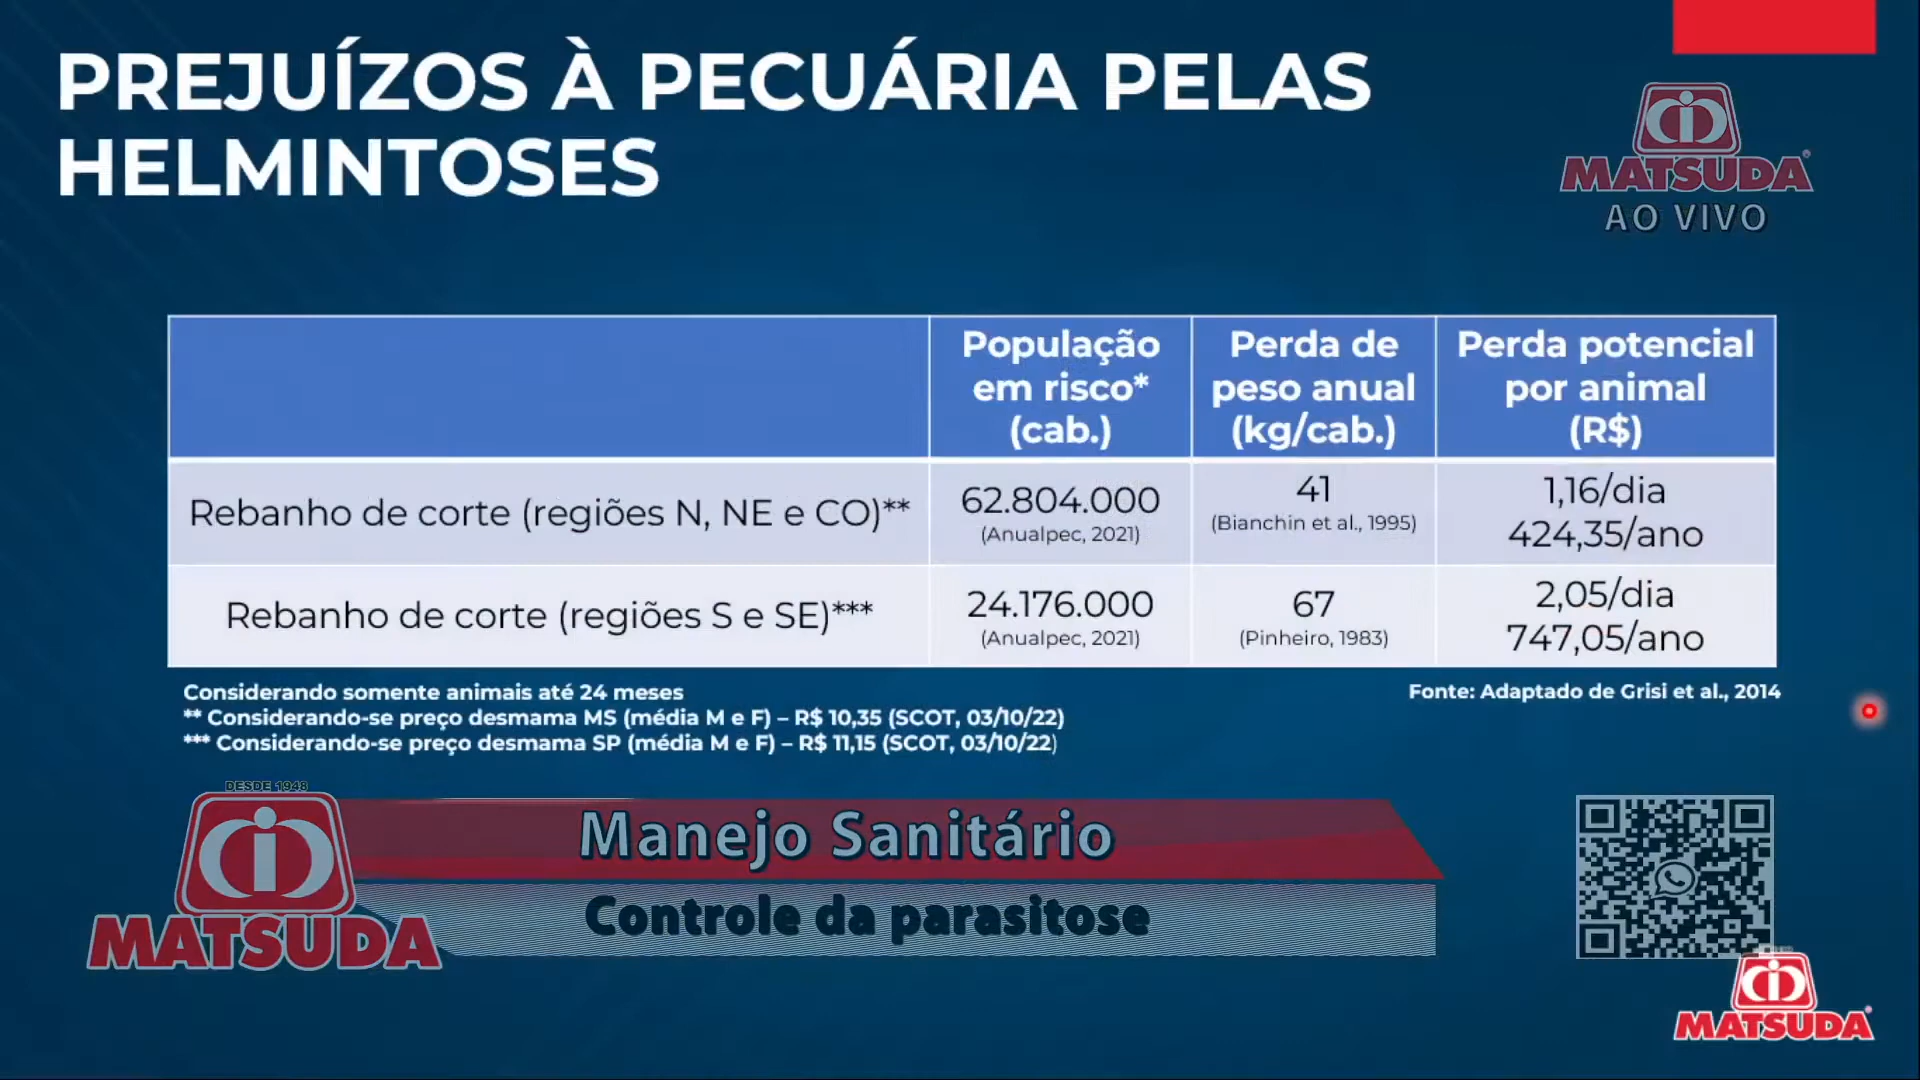 PREJUÍZOS À PECUÁRIA PELAS
HELMINTOSES
MATSUDA
AO VIVO
População
em risco*
(cab.)
Perda de
peso anual
(kg/cab.)
Perda potencial
por animal
(R$)
Rebanho de corte (regiões N, NE e CO)**
62.804.000
(Anualpec, 2021)
41
(Bianchin et al., 1995)
1,16/dia
424,35/ano
Rebanho de corte (regiões S e SE)***
24.176.000
(Anualpec, 2021)
67
(Pinheiro, 1983)
2,05/dia
747,05/ano
Considerando somente animais até 24 meses
** Considerando-se preço desmama MS (média M e F) – R$ 10,35 (SCOT, 03/10/22)
*** Considerando-se preço desmama SP (média M e F) – R$ 11,15 (SCOT, 03/10/22)
Fonte: Adaptado de Grisi et al., 2014
DESDE 1948
MATSUDA
Manejo Sanitário
Controle da parasitose
MATSUDA